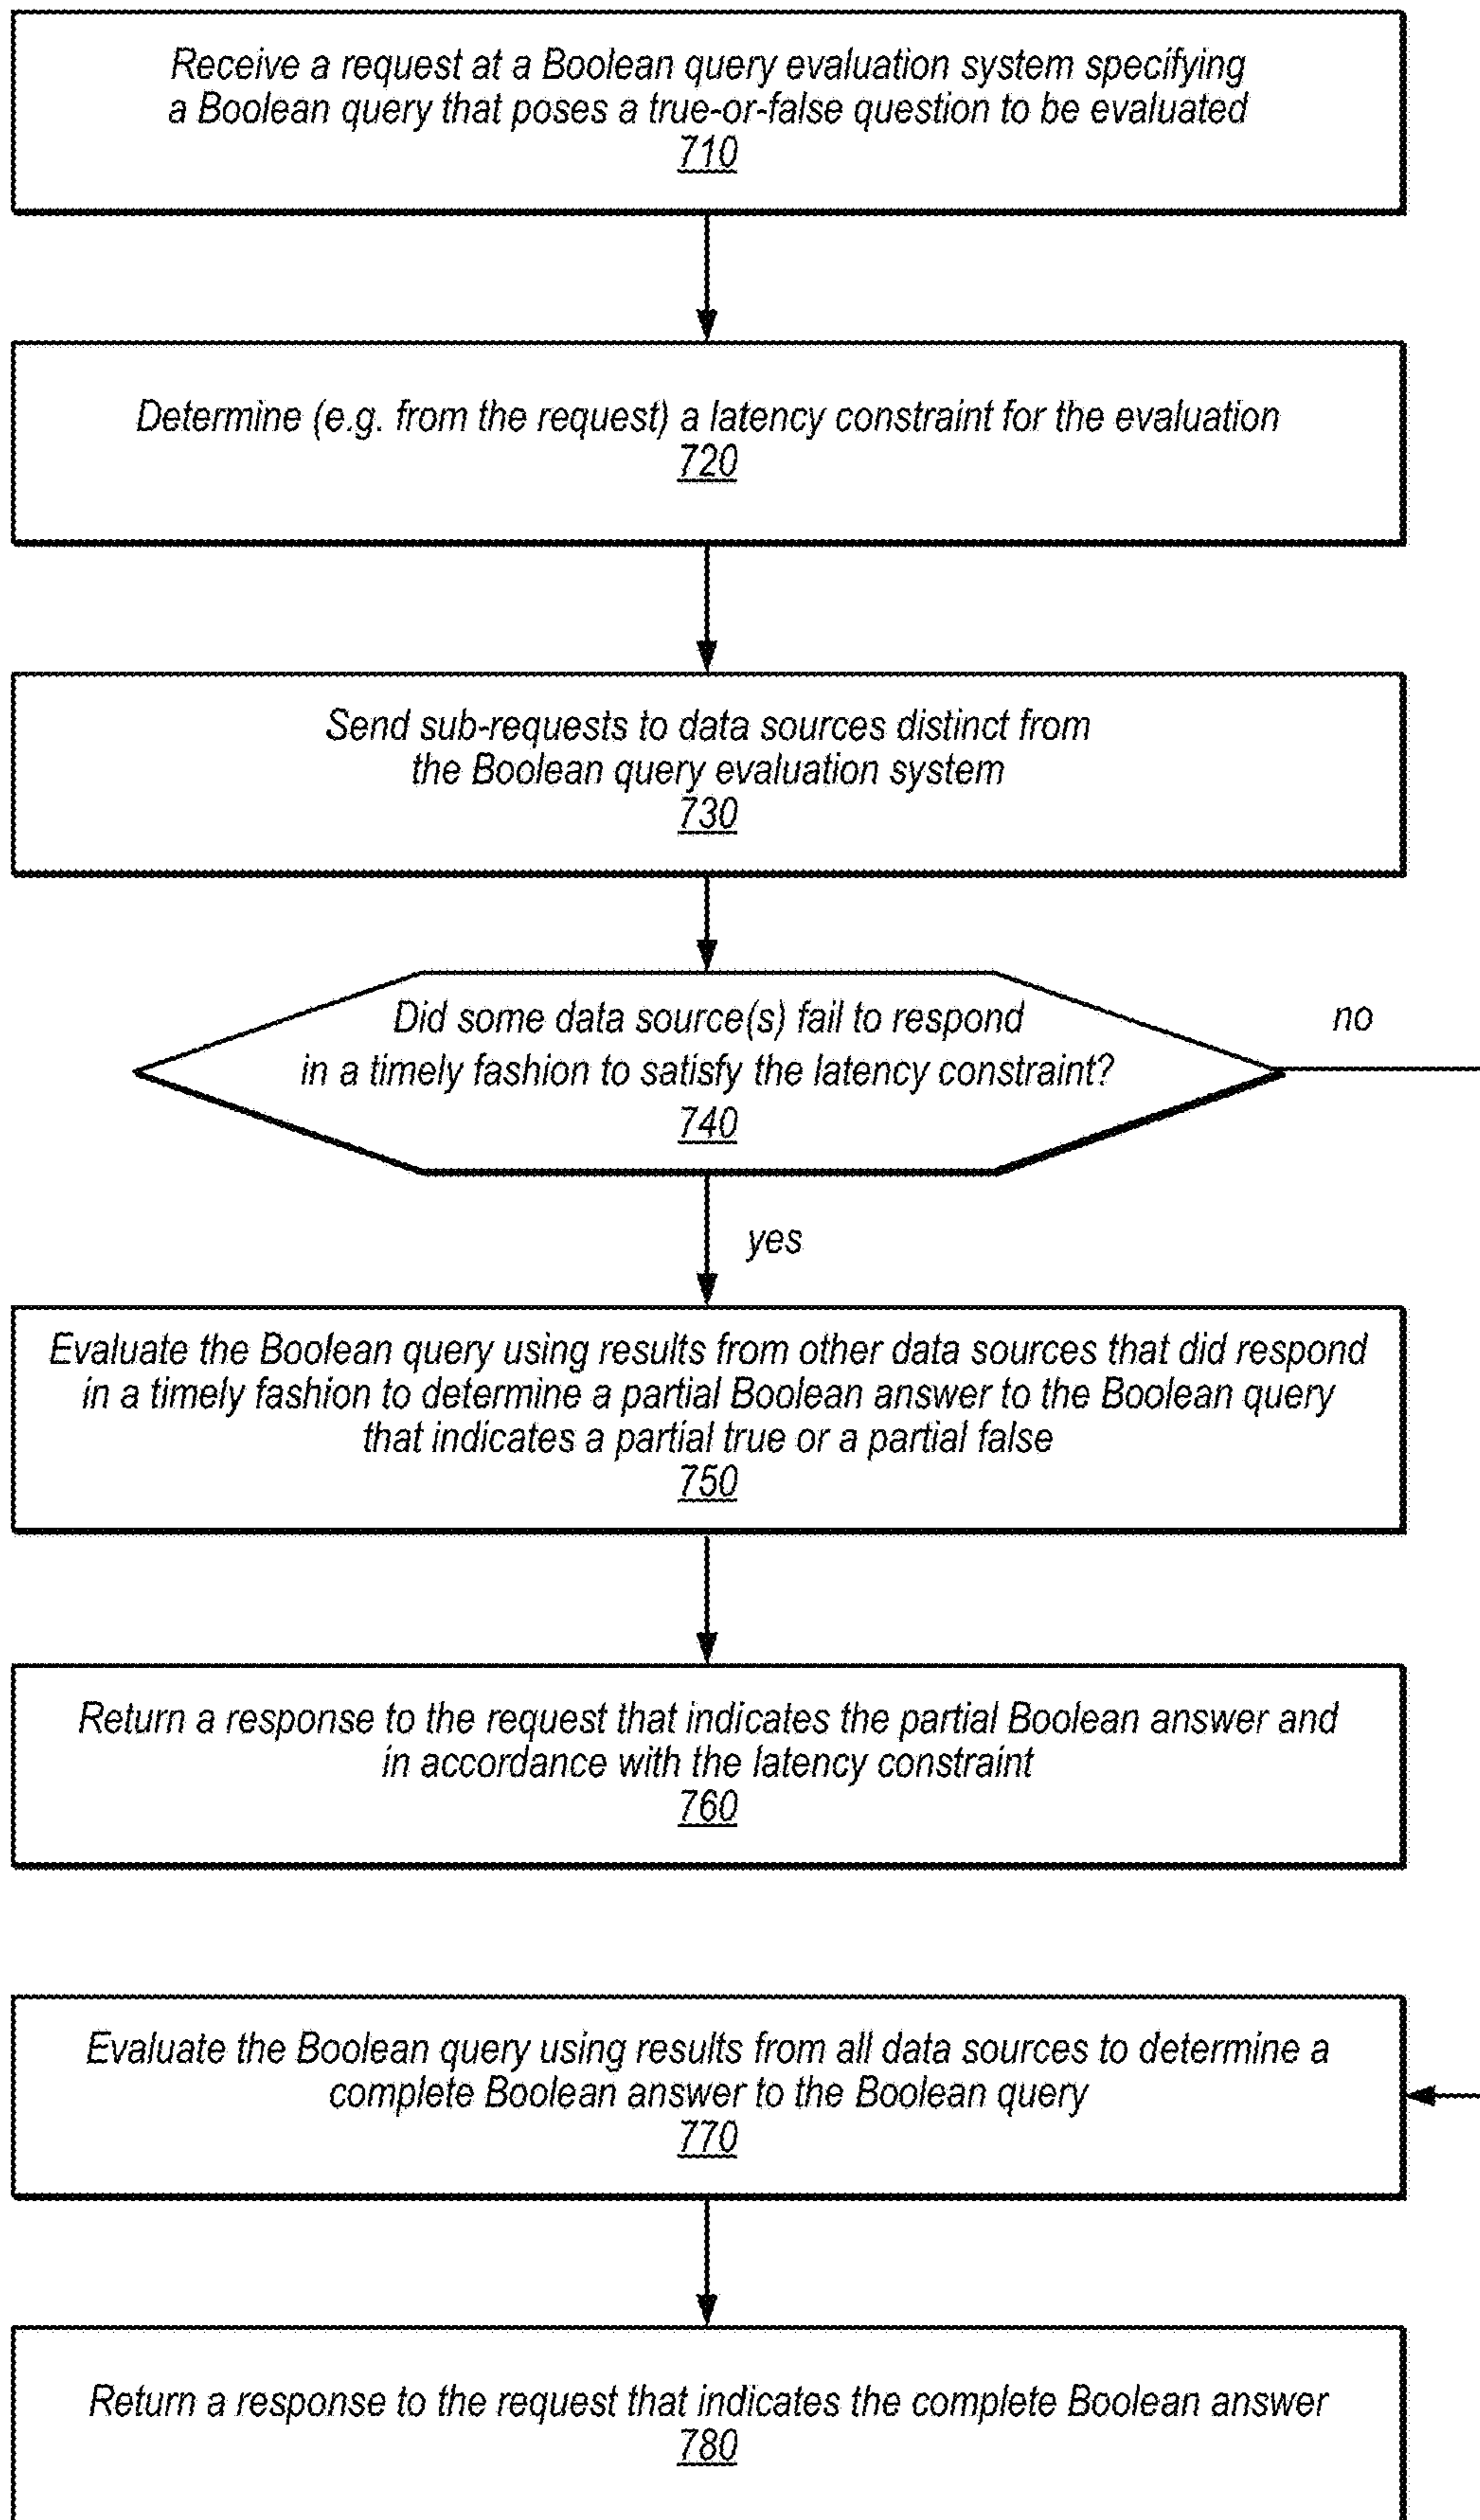 Receive a request at a Boolean query evaluation system specifying
a Boolean query that poses a true-or-false question to be evaluated
710
Determine (e.g. from the request) a latency constraint for the evaluation
720
Send sub-requests to data sources distinct from
the Boolean query evaluation system
730
Did some data source(s) fail to respond
in a timely fashion to satisfy the latency constraint?
740
no
yes
Evaluate the Boolean query using results from other data sources that did respond
in a timely fashion to determine a partial Boolean answer to the Boolean query
that indicates a partial true or a partial false
750
Return a response to the request that indicates the partial Boolean answer and
in accordance with the latency constraint
760
Evaluate the Boolean query using results from all data sources to determine a
complete Boolean answer to the Boolean query
770
Return a response to the request that indicates the complete Boolean answer
780